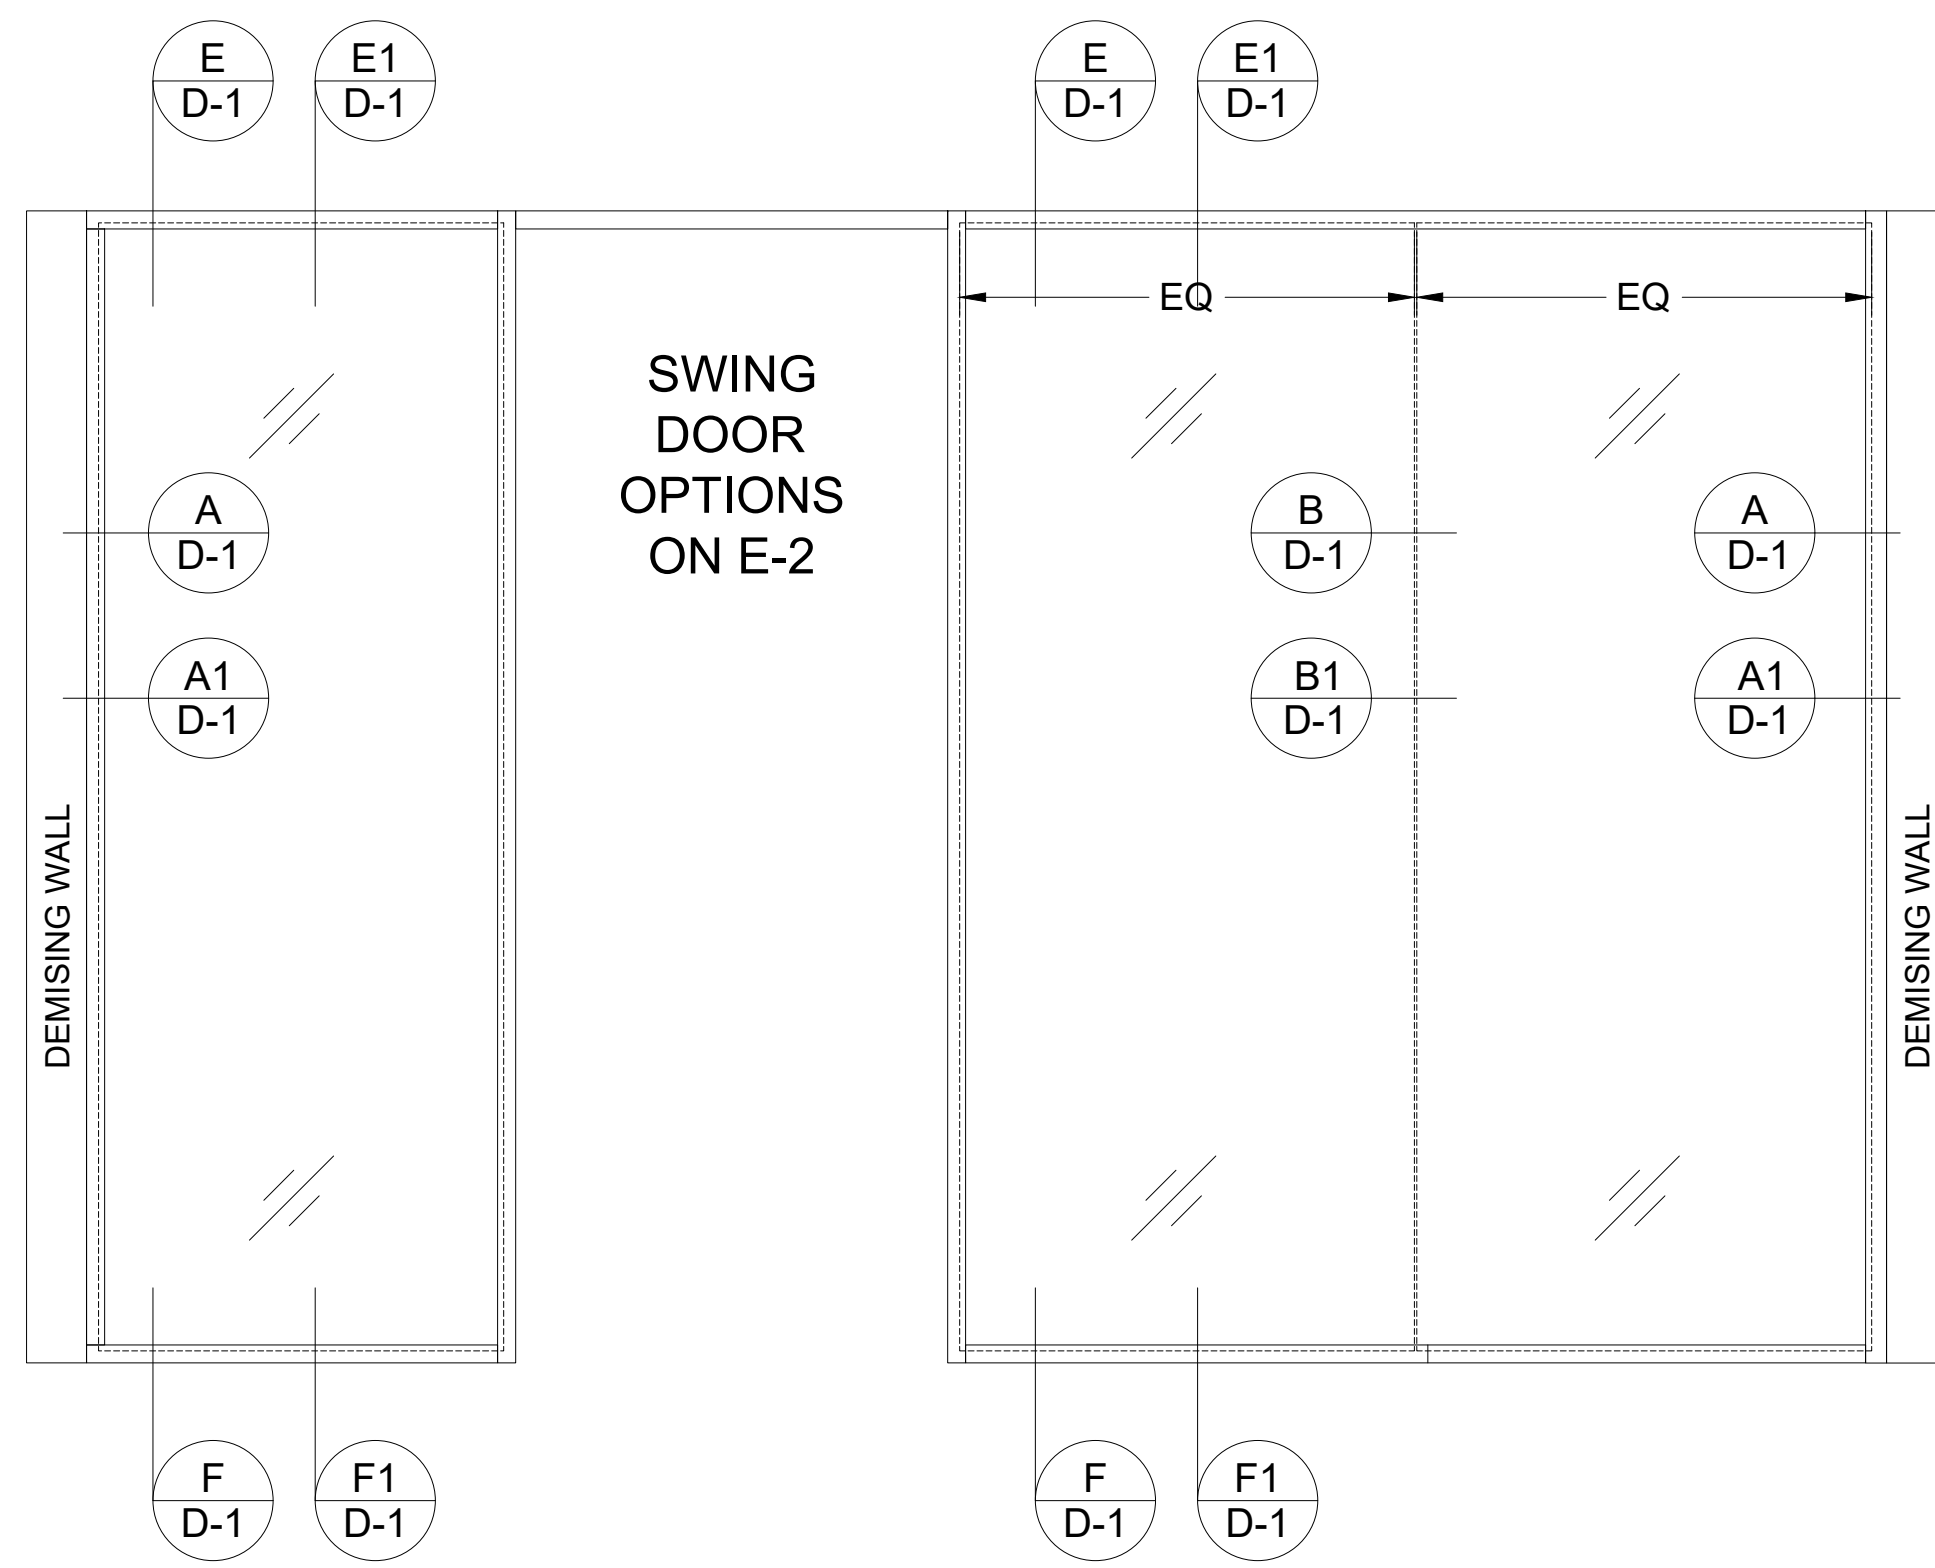 E
D-1
E1
D-1
E
D-1
E1
D-1
EQ
EQ
SWING
DOOR
OPTIONS
ON E-2
A
D-1
B
D-1
A
D-1
A1
D-1
B1
D-1
A1
D-1
DEMISING WALL
DEMISING WALL
F
D-1
F1
D-1
F
D-1
F1
D-1